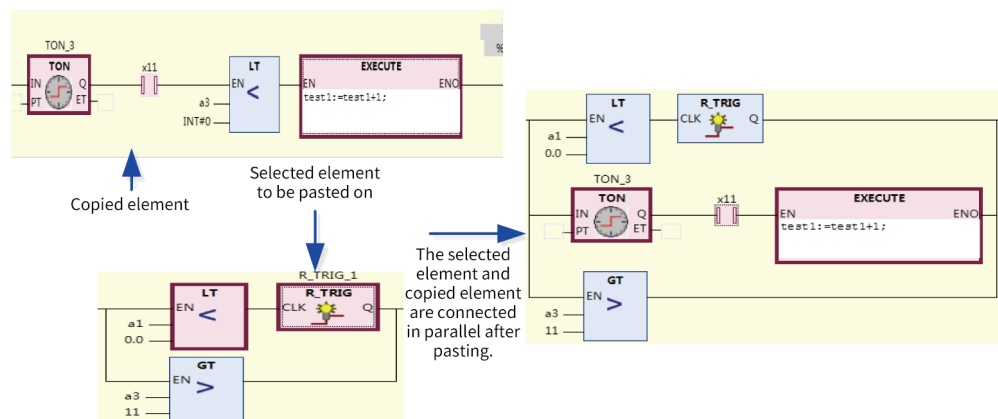 TON_3
TON
IN Q
PT ET
x11
LT
EN
<
a3
INT#0
EXECUTE
EN ENO
test1:=test1+1;
%
Copied element
Selected element
to be pasted on
R_TRIG_1
LT
EN
<
a1
0.0
R_TRIG
CLK Q
GT
EN
>
a3
11
The selected
element and
copied element
are connected
in parallel after
pasting.
LT
EN
<
a1
0.0
R_TRIG
CLK Q
TON_3
TON
IN Q
PT ET
x11
EXECUTE
EN ENO
test1:=test1+1;
GT
EN
>
a3
11